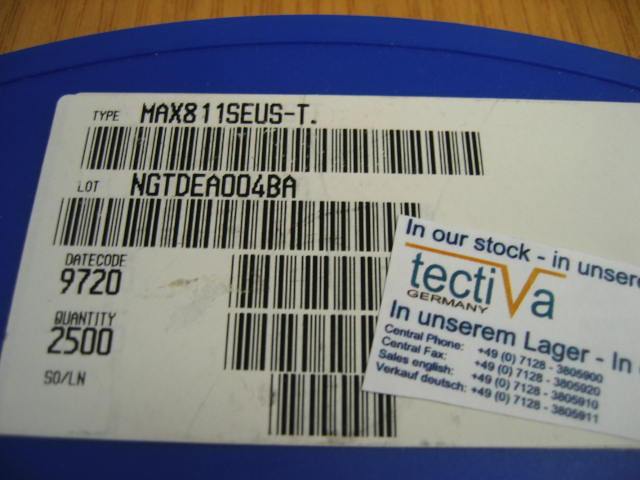 TYPE MAX811SEUS-T.
LOT NGTDEA004BA
DATECODE
9720
QUANTITY
2500
SO/LN
In our stock - in unsere
tectiva
GERMANY
In unserem Lager - In
Central Phone: +49 (0) 7128 - 3805900
Central Fax: +49 (0) 7128 - 3805920
Sales english: +49 (0) 7128 - 3805910
Verkauf deutsch: +49 (0) 7128 - 3805911